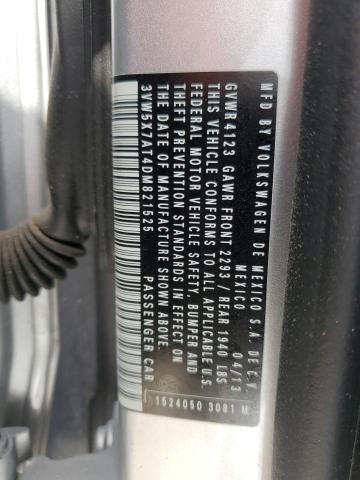 MFD BY VOLKSWAGEN DE MEXICO S.A. DE C.V.
MEXICO 04/13
GVWR 4123 GAWR FRONT 2293 / REAR 1940 LBS
THIS VEHICLE CONFORMS TO ALL APPLICABLE U.S.
FEDERAL MOTOR VEHICLE SAFETY, BUMPER AND
THEFT PREVENTION STANDARDS IN EFFECT ON
THE DATE OF MANUFACTURE SHOWN ABOVE.
3VW5X7AT4DM821525 PASSENGER CAR
1624050 3081 M